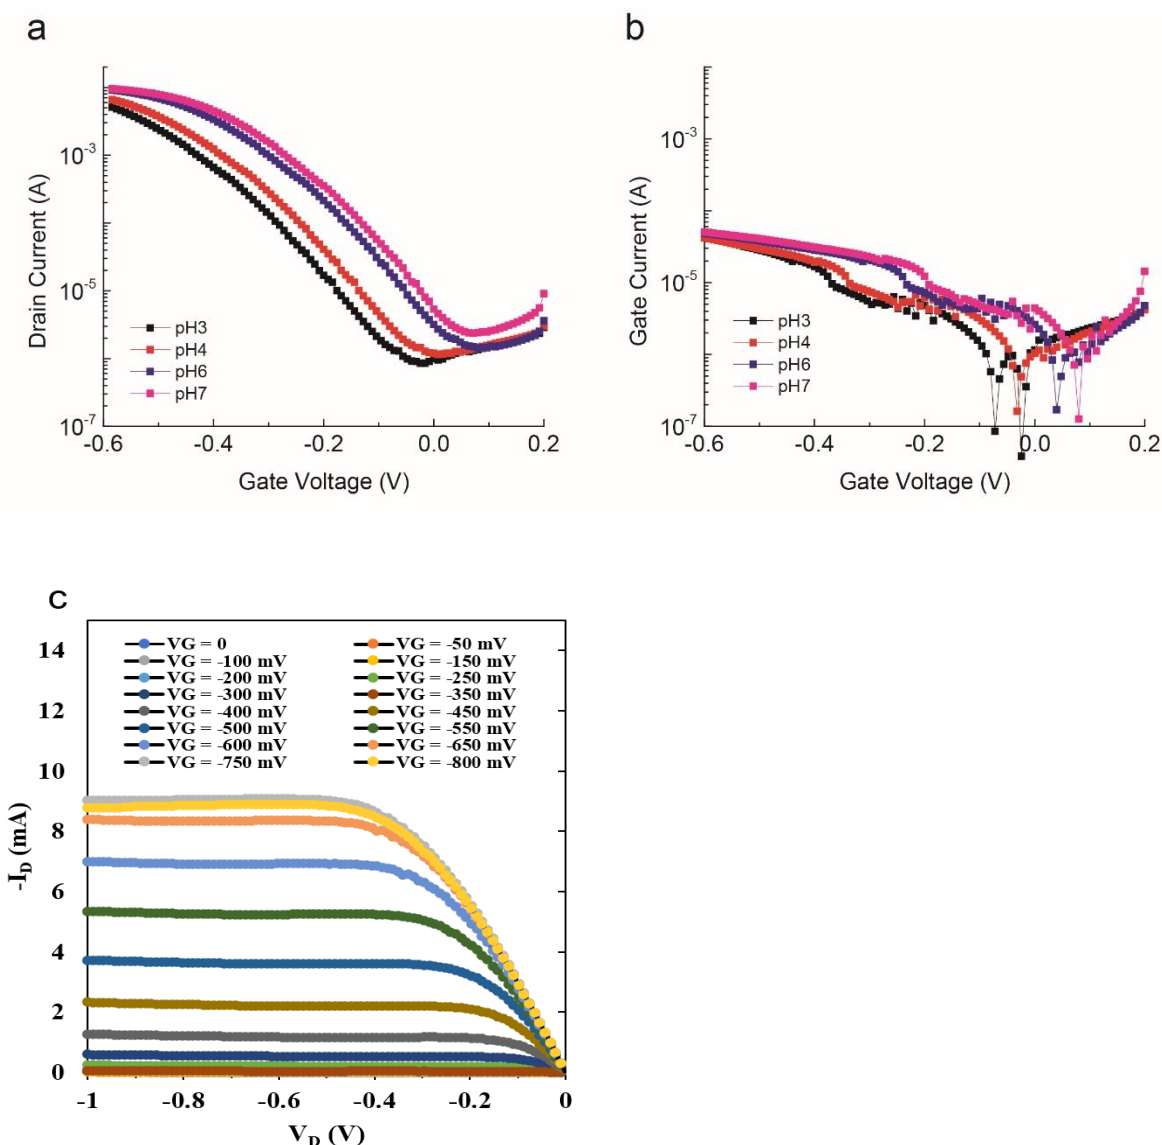 a
b
Drain Current (A)
10⁻³
10⁻⁵
10⁻⁷
pH3
pH4
pH6
pH7
-0.6 -0.4 -0.2 0.0 0.2
Gate Voltage (V)
Gate Current (A)
10⁻³
10⁻⁵
10⁻⁷
pH3
pH4
pH6
pH7
-0.6 -0.4 -0.2 0.0 0.2
Gate Voltage (V)
c
-I_D (mA)
14
12
10
8
6
4
2
0
VG = 0 VG = -50 mV
VG = -100 mV VG = -150 mV
VG = -200 mV VG = -250 mV
VG = -300 mV VG = -350 mV
VG = -400 mV VG = -450 mV
VG = -500 mV VG = -550 mV
VG = -600 mV VG = -650 mV
VG = -750 mV VG = -800 mV
-1 -0.8 -0.6 -0.4 -0.2 0
V_D (V)